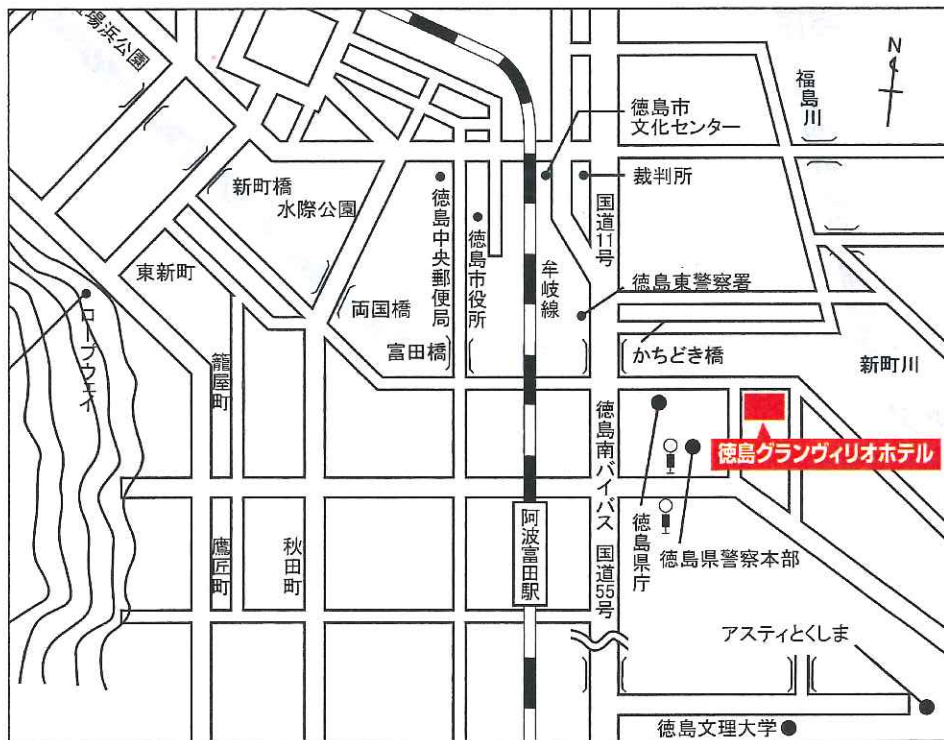 場浜公園
N
福島川
徳島市
文化センター
新町橋
水際公園
裁判所
徳島中央郵便局
徳島市役所
国道11号
牟岐線
東新町
両国橋
徳島東警察署
ロープウェイ
富田橋
かちどき橋
新町川
籠屋町
徳島グランヴィリオホテル
徳島南バイパス
国道55号
徳島県庁
徳島県警察本部
阿波富田駅
鷹匠町
秋田町
アスティとくしま
徳島文理大学